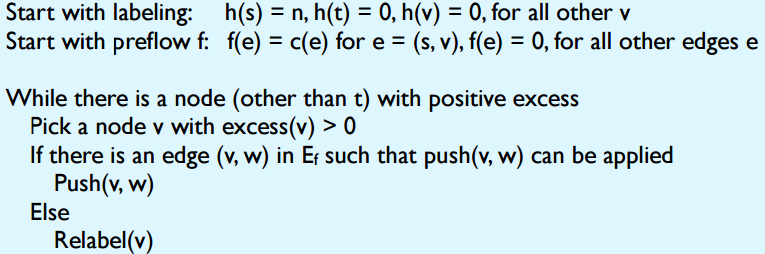 Start with labeling: h(s) = n, h(t) = 0, h(v) = 0, for all other v
Start with preflow f: f(e) = c(e) for e = (s, v), f(e) = 0, for all other edges e
While there is a node (other than t) with positive excess
Pick a node v with excess(v) > 0
If there is an edge (v, w) in Ef such that push(v, w) can be applied
Push(v, w)
Else
Relabel(v)